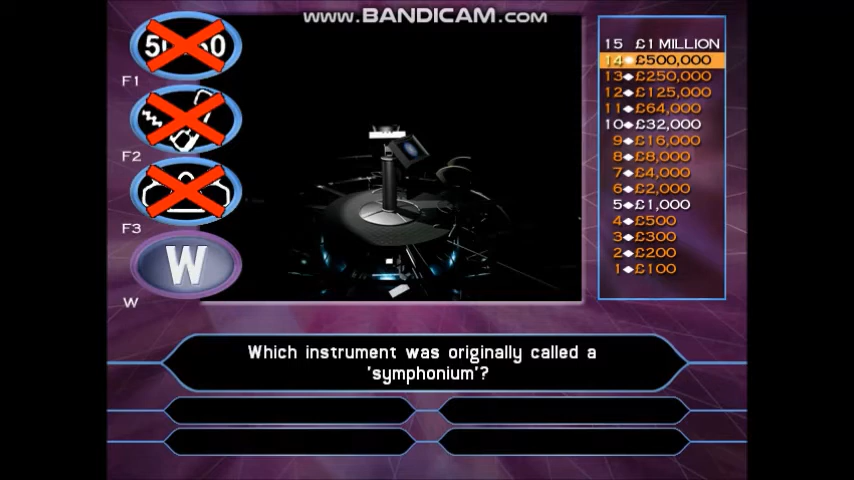 www.BANDICAM.com
50:50
F1
F2
F3
W
W
15 £1 MILLION
14◆£500,000
13◆£250,000
12◆£125,000
11◆£64,000
10◆£32,000
9◆£16,000
8◆£8,000
7◆£4,000
6◆£2,000
5◆£1,000
4◆£500
3◆£300
2◆£200
1◆£100
Which instrument was originally called a
'symphonium'?